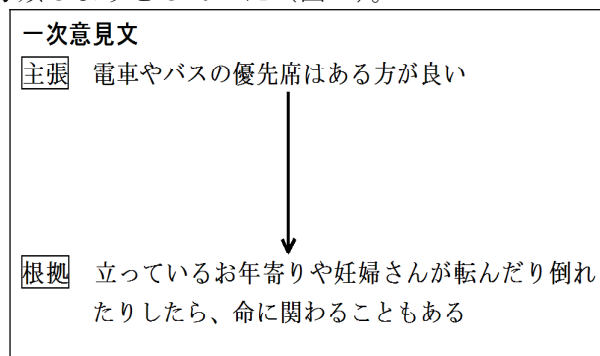 一次意見文
主張 電車やバスの優先席はある方が良い
根拠 立っているお年寄りや妊婦さんが転んだり倒れ
たりしたら、命に関わることもある